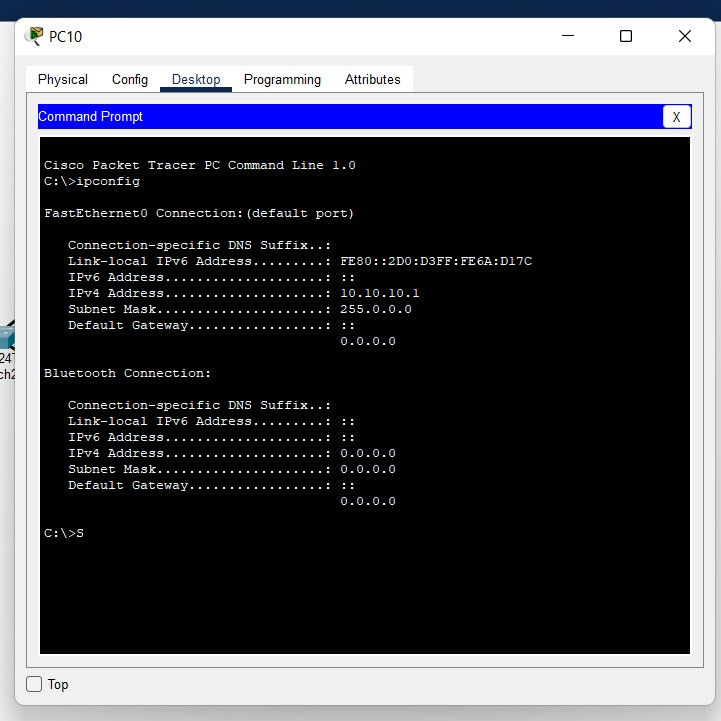 PC10
Physical Config Desktop Programming Attributes
Command Prompt X
Cisco Packet Tracer PC Command Line 1.0
C:\>ipconfig
FastEthernet0 Connection:(default port)
Connection-specific DNS Suffix..:
Link-local IPv6 Address.........: FE80::2D0:D3FF:FE6A:D17C
IPv6 Address....................: ::
IPv4 Address....................: 10.10.10.1
Subnet Mask.....................: 255.0.0.0
Default Gateway.................: ::
0.0.0.0
Bluetooth Connection:
Connection-specific DNS Suffix..:
Link-local IPv6 Address.........: ::
IPv6 Address....................: ::
IPv4 Address....................: 0.0.0.0
Subnet Mask.....................: 0.0.0.0
Default Gateway.................: ::
0.0.0.0
C:\>S
Top